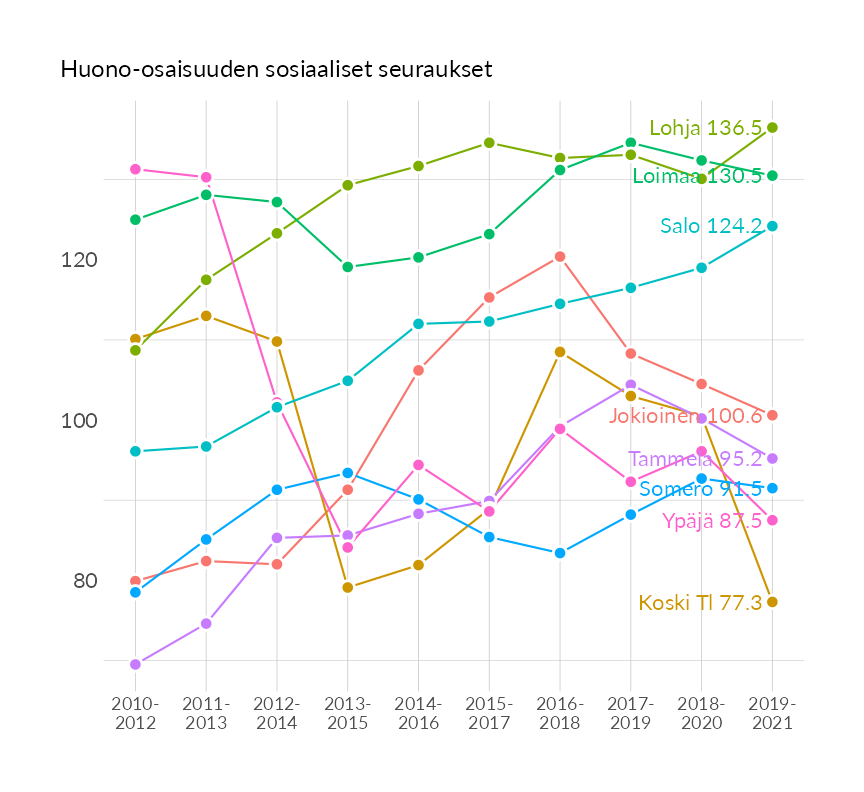 Huono-osaisuuden sosiaaliset seuraukset
Lohja 136.5
Loimaa 130.5
Salo 124.2
120
Jokioinen 100.6
100
Tammela 95.2
Somero 91.5
Ypäjä 87.5
80
Koski Tl 77.3
2010- 2011- 2012- 2013- 2014- 2015- 2016- 2017- 2018- 2019-
2012 2013 2014 2015 2016 2017 2018 2019 2020 2021